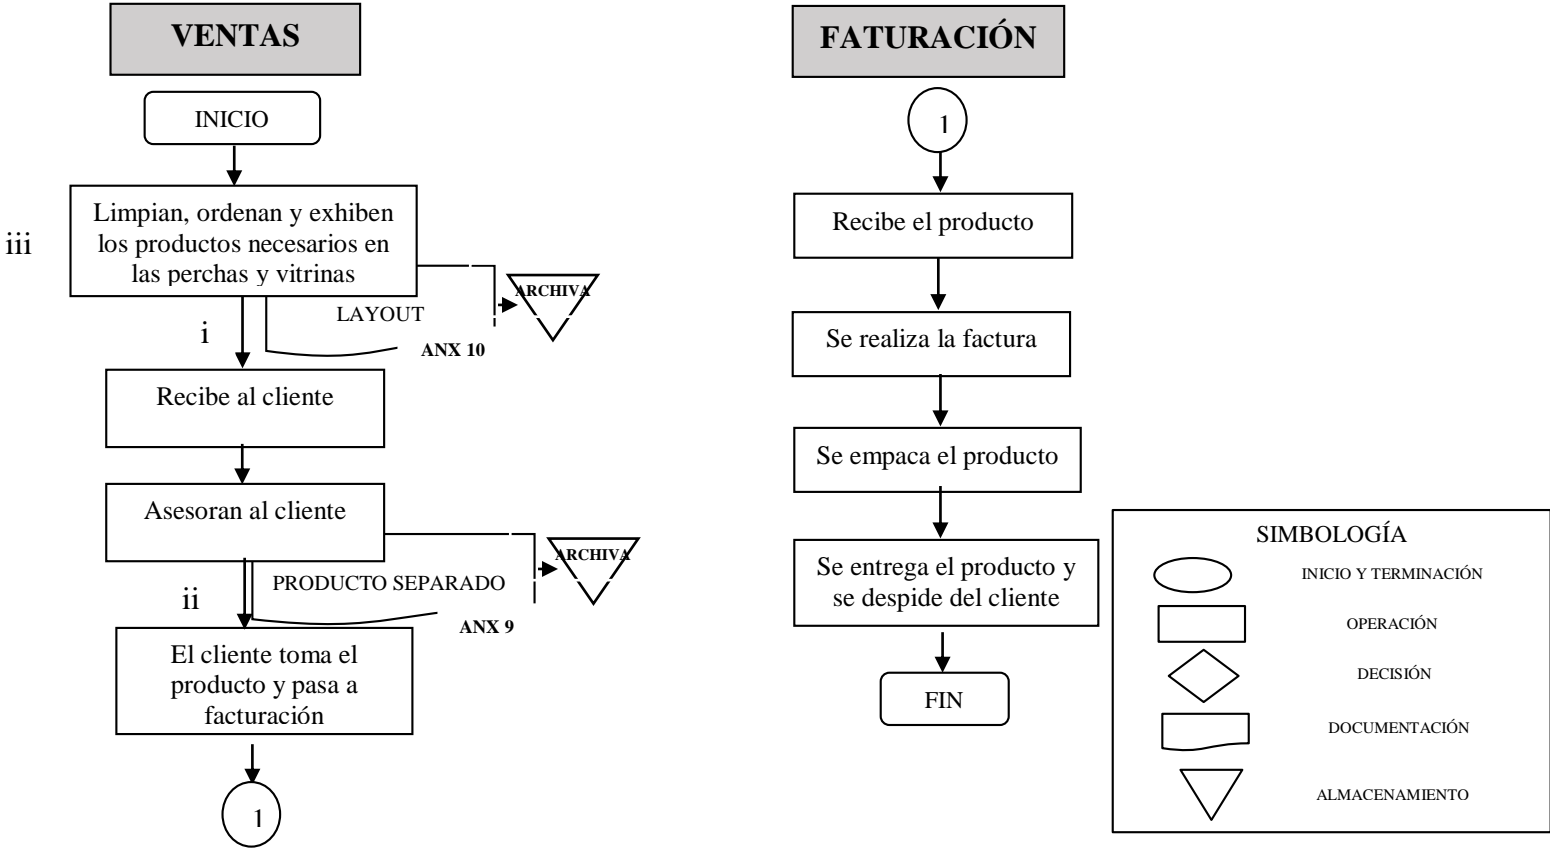 VENTAS
INICIO
iii
Limpian, ordenan y exhiben
los productos necesarios en
las perchas y vitrinas
ARCHIVA
LAYOUT
i
ANX 10
Recibe al cliente
Asesoran al cliente
ARCHIVA
PRODUCTO SEPARADO
ii
ANX 9
El cliente toma el
producto y pasa a
facturación
1
FATURACIÓN
1
Recibe el producto
Se realiza la factura
Se empaca el producto
Se entrega el producto y
se despide del cliente
FIN
SIMBOLOGÍA
INICIO Y TERMINACIÓN
OPERACIÓN
DECISIÓN
DOCUMENTACIÓN
ALMACENAMIENTO